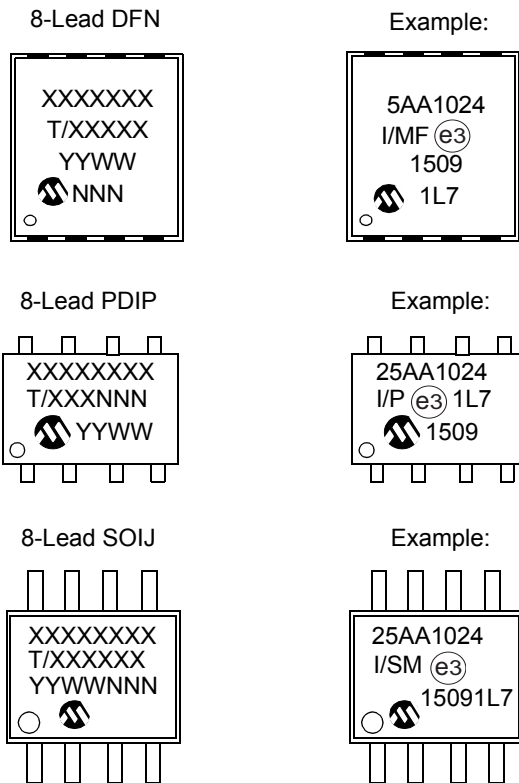 8-Lead DFN
Example:
XXXXXXX
T/XXXXX
YYWW
NNN
5AA1024
I/MF e3
1509
1L7
8-Lead PDIP
Example:
XXXXXXXX
T/XXXNNN
YYWW
25AA1024
I/P e3 1L7
1509
8-Lead SOIJ
Example:
XXXXXXXX
T/XXXXXX
YYWWNNN
25AA1024
I/SM e3
15091L7